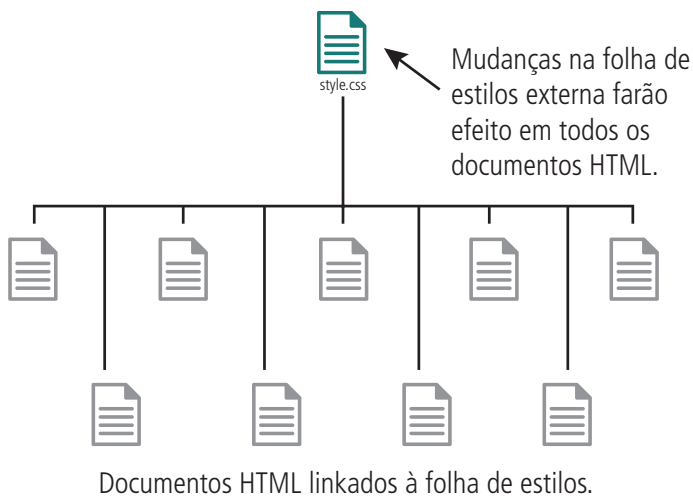 style.css
Mudanças na folha de
estilos externa farão
efeito em todos os
documentos HTML.
Documentos HTML linkados à folha de estilos.